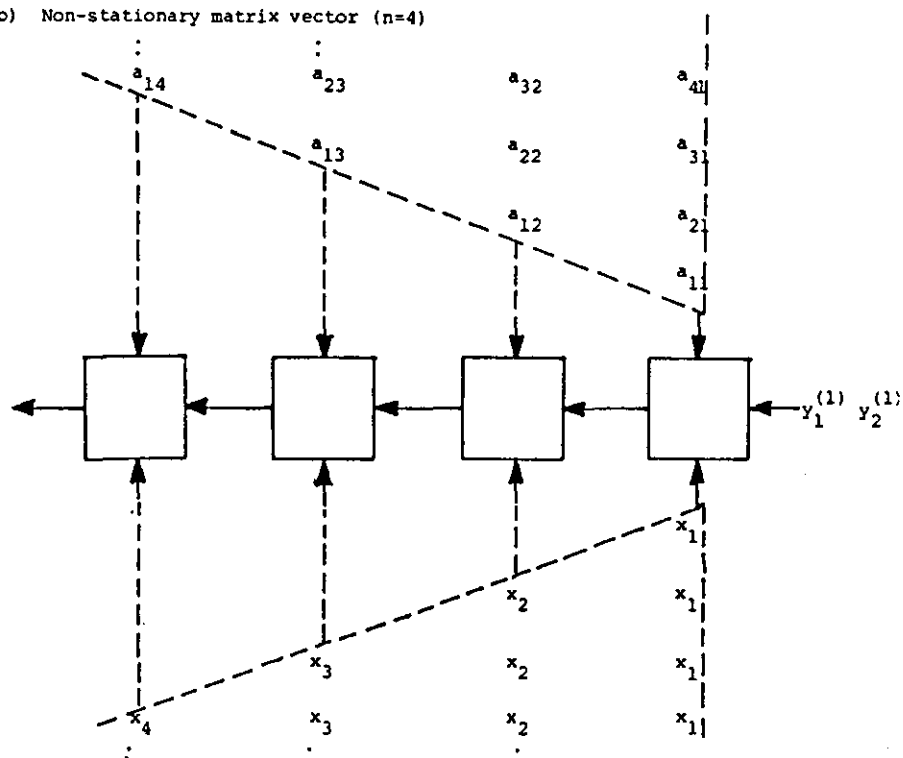 b) Non-stationary matrix vector (n=4)
: :
a14 a23 a32 a41
a13 a22 a31
a12 a21
a11
y1(1) y2(1)
x1
x2 x1
x3 x2 x1
x4 x3 x2 x1
. . .